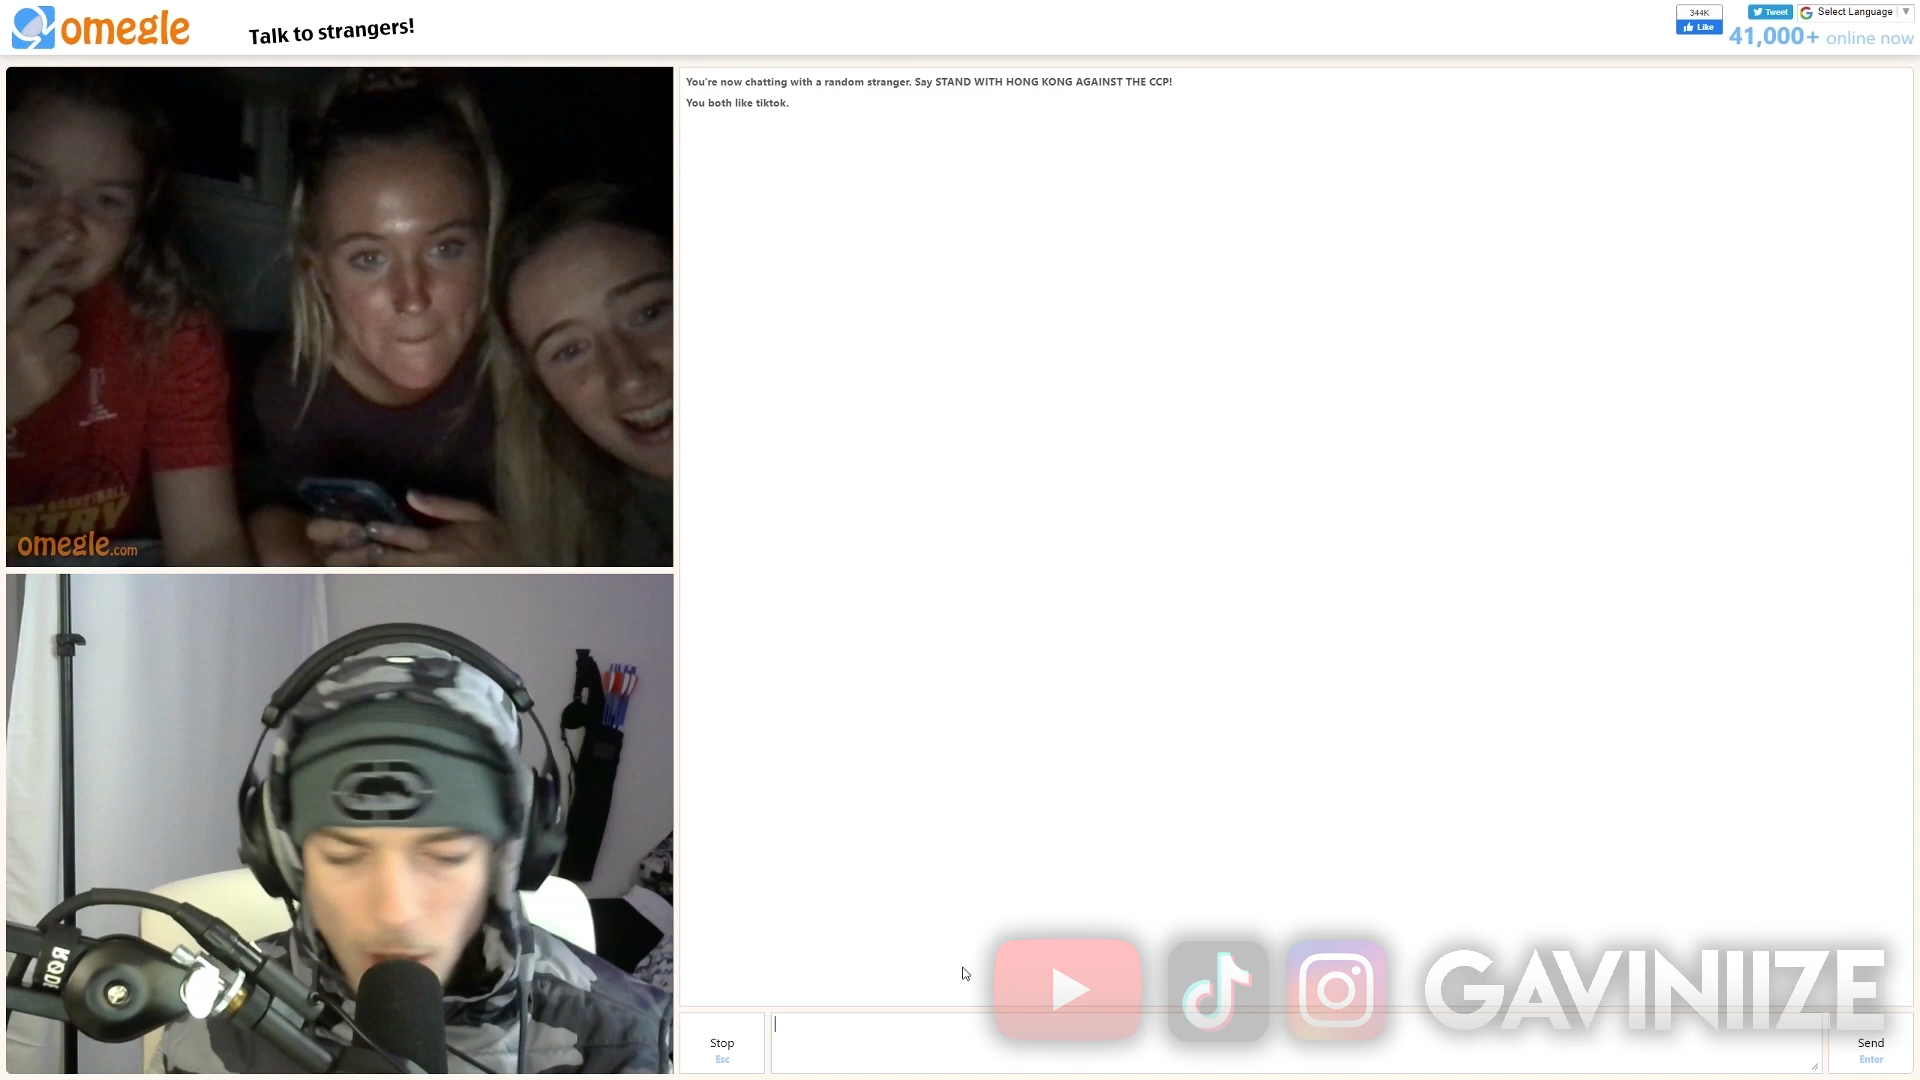 omegle
Talk to strangers!
344K
Like
Tweet
Select Language
41,000+ online now
You're now chatting with a random stranger. Say STAND WITH HONG KONG AGAINST THE CCP!
You both like tiktok.
omegle.com
RØDE
GAVINIIZE
Stop
Esc
Send
Enter